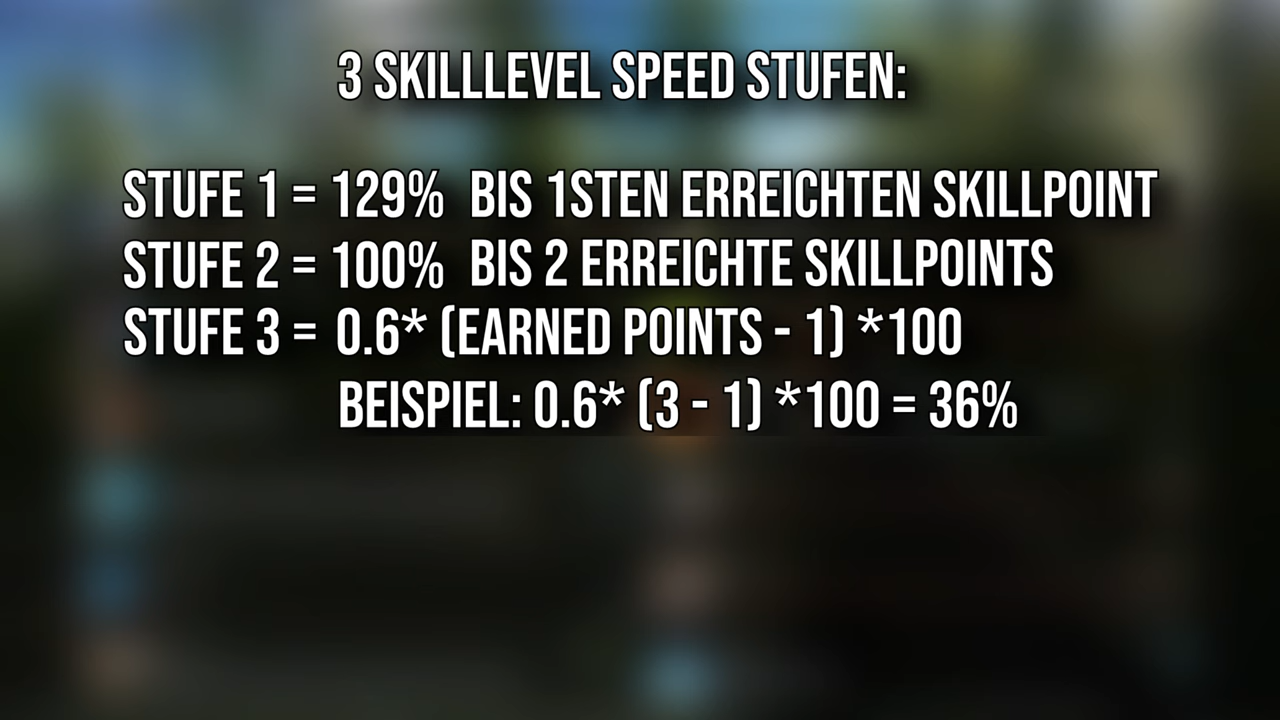 3 SKILLLEVEL SPEED STUFEN:
STUFE 1 = 129% BIS 1STEN ERREICHTEN SKILLPOINT
STUFE 2 = 100% BIS 2 ERREICHTE SKILLPOINTS
STUFE 3 = 0.6* (EARNED POINTS - 1) *100
BEISPIEL: 0.6* (3 - 1) *100 = 36%